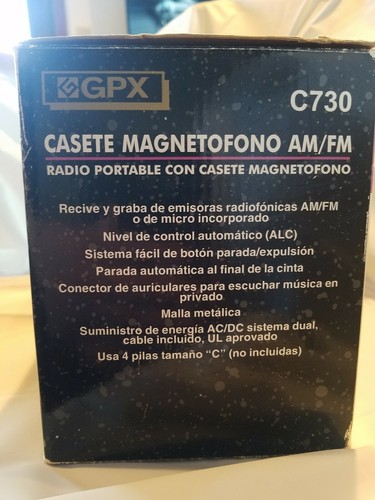 GPX
C730
CASETE MAGNETOFONO AM/FM
RADIO PORTABLE CON CASETE MAGNETOFONO
Recive y graba de emisoras radiofónicas AM/FM
o de micro incorporado
Nivel de control automático (ALC)
Sistema fácil de botón parada/expulsión
Parada automática al final de la cinta
Conector de auriculares para escuchar música en
privado
Malla metálica
Suministro de energía AC/DC sistema dual,
cable incluido, UL aprovado
Usa 4 pilas tamaño “C” (no incluidas)